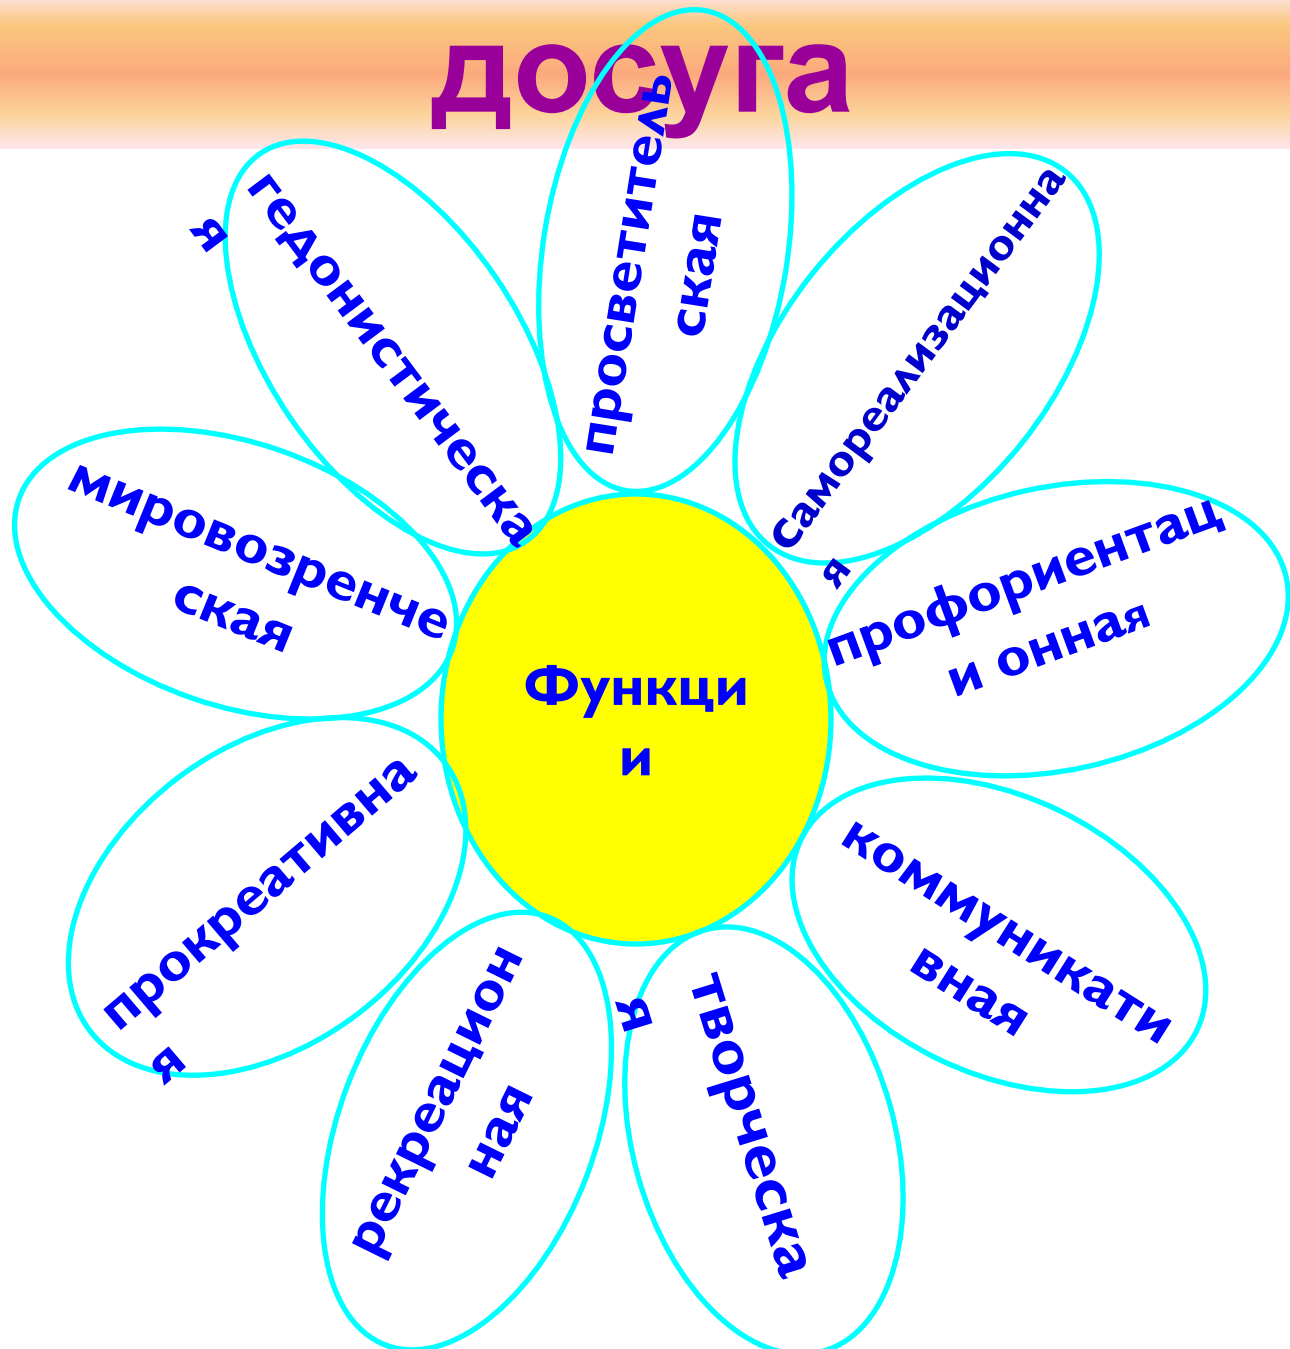 досуга
просветитель
ская
Самореализационна
я
профориентац
и онная
коммуникати
вная
творческа
я
рекреацион
ная
прокреативна
я
мировозренче
ская
гедонистическа
я
Функци
и